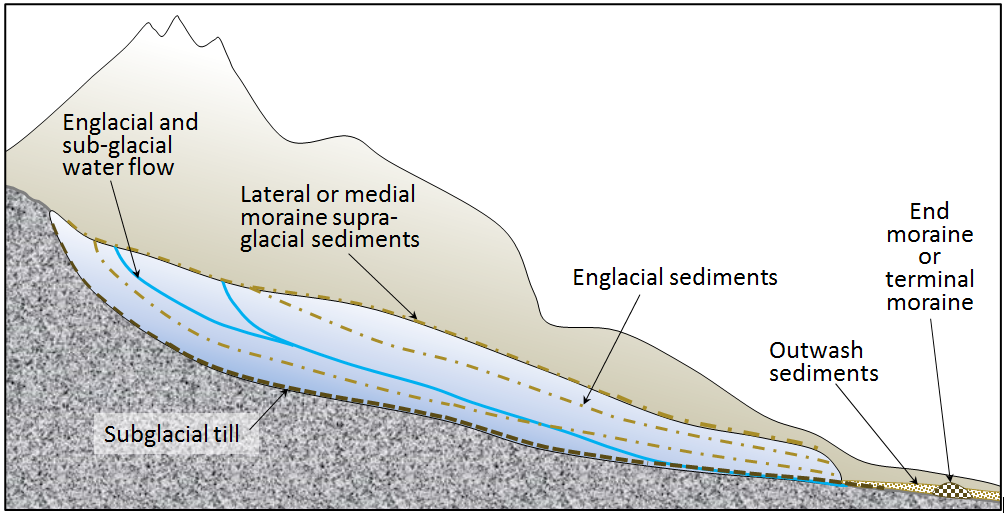 Englacial and
sub-glacial
water flow
Lateral or medial
moraine supra-
glacial sediments
End
moraine
or
terminal
moraine
Englacial sediments
Outwash
sediments
Subglacial till